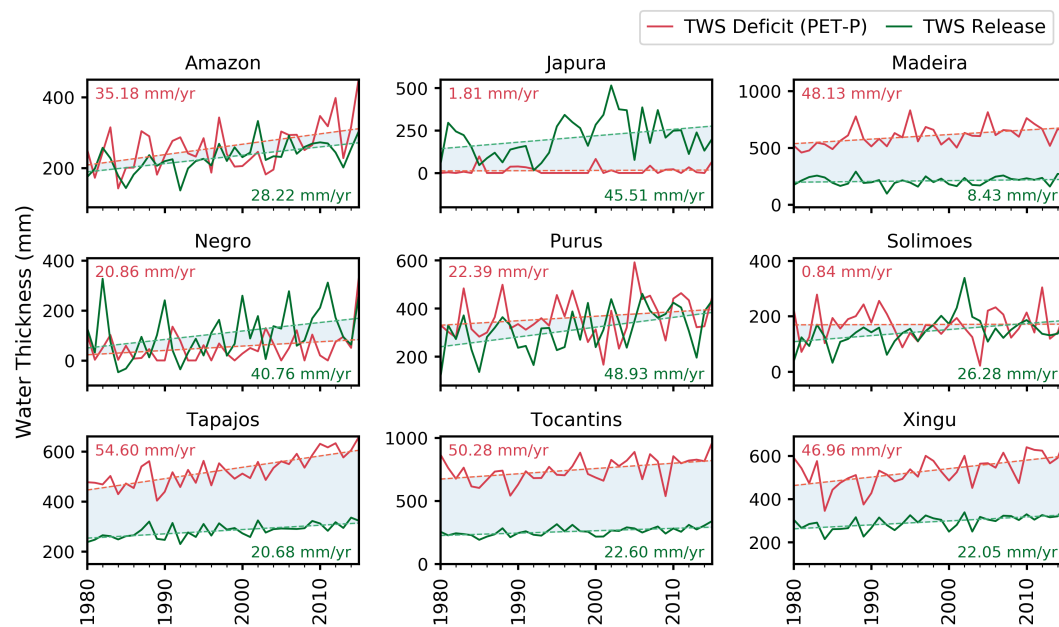 TWS Deficit (PET-P) TWS Release
Water Thickness (mm)
Amazon
35.18 mm/yr
28.22 mm/yr
400
200
Japura
1.81 mm/yr
45.51 mm/yr
500
250
0
Madeira
48.13 mm/yr
8.43 mm/yr
1000
500
0
Negro
20.86 mm/yr
40.76 mm/yr
400
200
0
Purus
22.39 mm/yr
48.93 mm/yr
600
400
200
Solimoes
0.84 mm/yr
26.28 mm/yr
400
200
0
Tapajos
54.60 mm/yr
20.68 mm/yr
600
400
200
1980 1990 2000 2010
Tocantins
50.28 mm/yr
22.60 mm/yr
1000
500
0
1980 1990 2000 2010
Xingu
46.96 mm/yr
22.05 mm/yr
600
400
200
1980 1990 2000 2010